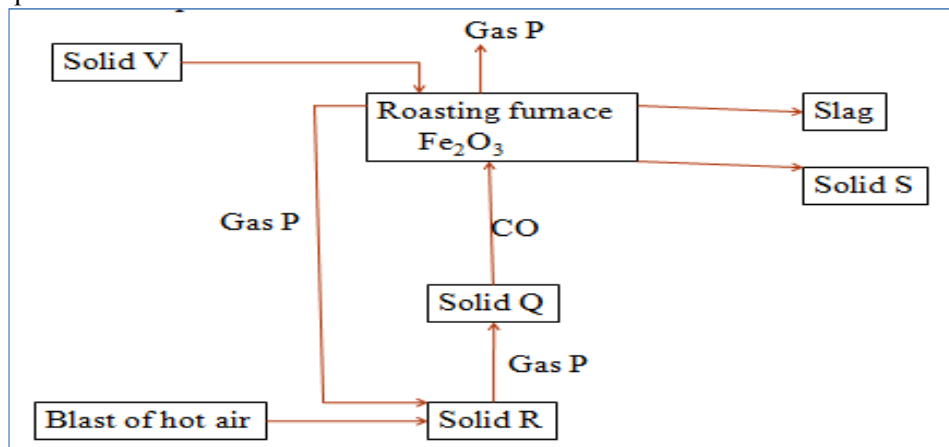 Gas P
Solid V
Roasting furnace
Fe₂O₃
Slag
Solid S
Gas P
CO
Solid Q
Gas P
Blast of hot air
Solid R